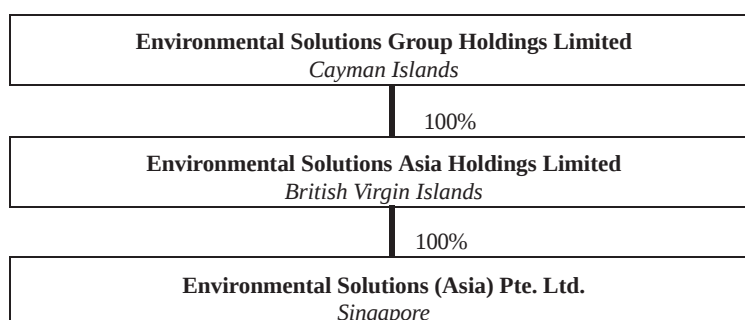 Environmental Solutions Group Holdings Limited
Cayman Islands
100%
Environmental Solutions Asia Holdings Limited
British Virgin Islands
100%
Environmental Solutions (Asia) Pte. Ltd.
Singapore